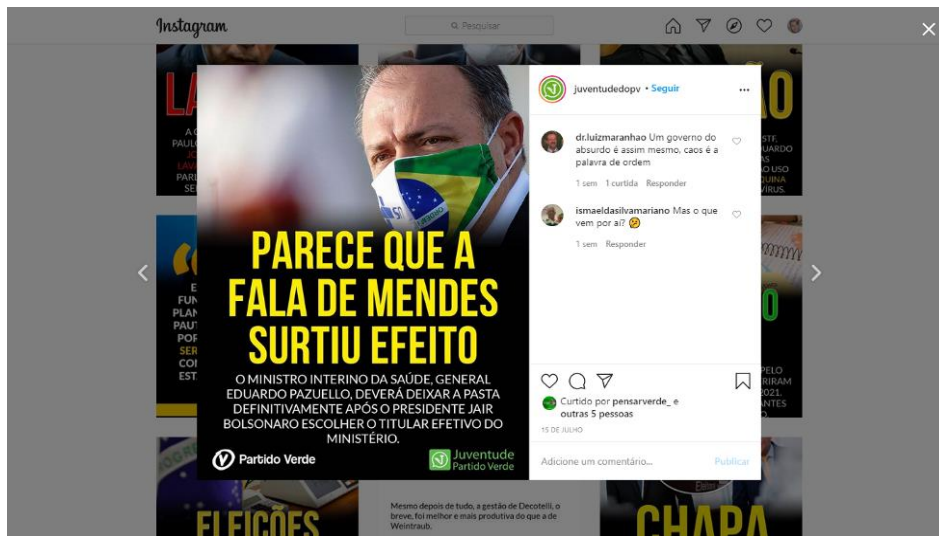 Instagram
Pesquisar
juventudedopv • Seguir
...
dr.luizmaranhao Um governo do
absurdo é assim mesmo, caos é a
palavra de ordem
1 sem 1 curtida Responder
ismaeldasilvamariano Mas o que
vem por aí? 🤔
1 sem Responder
PARECE QUE A
FALA DE MENDES
SURTIU EFEITO
O MINISTRO INTERINO DA SAÚDE, GENERAL
EDUARDO PAZUELLO, DEVERÁ DEIXAR A PASTA
DEFINITIVAMENTE APÓS O PRESIDENTE JAIR
BOLSONARO ESCOLHER O TITULAR EFETIVO DO
MINISTÉRIO.
Partido Verde
Juventude
Partido Verde
Curtido por pensarverde_ e
outras 5 pessoas
15 DE JULHO
Adicione um comentário...
Publicar
Mesmo depois de tudo, a gestão de Decotelli, o
breve, foi melhor e mais produtiva do que a de
Weintraub.
ELEIÇÕES
CHAPA